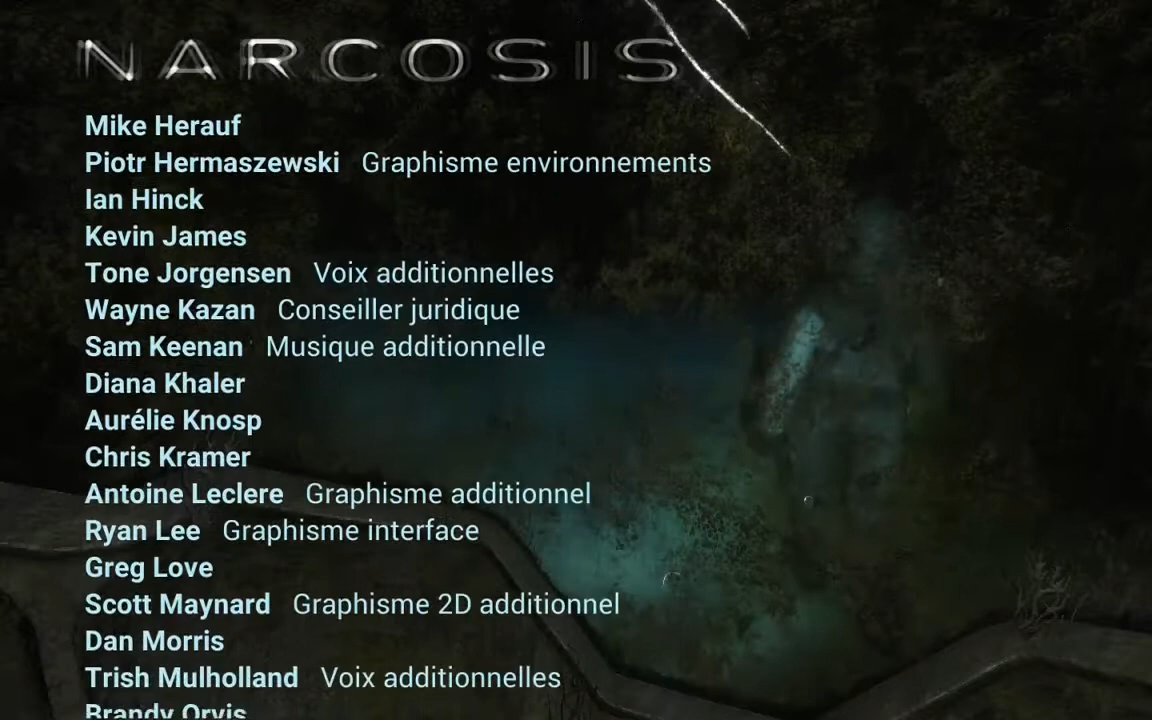 NARCOSIS
Mike Herauf
Piotr Hermaszewski Graphisme environnements
Ian Hinck
Kevin James
Tone Jorgensen Voix additionnelles
Wayne Kazan Conseiller juridique
Sam Keenan Musique additionnelle
Diana Khaler
Aurélie Knosp
Chris Kramer
Antoine Leclere Graphisme additionnel
Ryan Lee Graphisme interface
Greg Love
Scott Maynard Graphisme 2D additionnel
Dan Morris
Trish Mulholland Voix additionnelles
Brandy Orvis